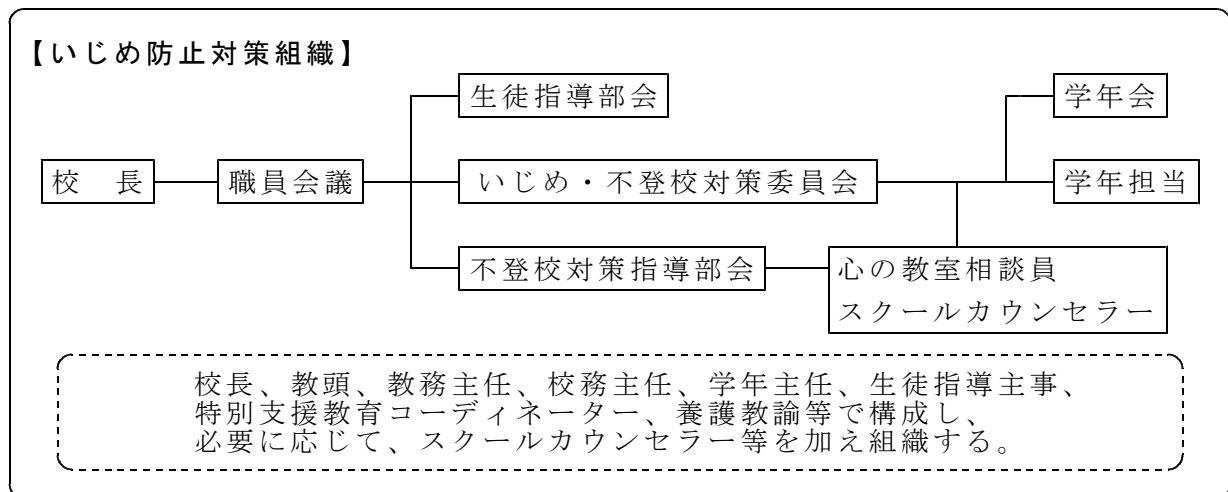 【いじめ防止対策組織】
生徒指導部会
学年会
校　長
職員会議
いじめ・不登校対策委員会
学年担当
不登校対策指導部会
心の教室相談員
スクールカウンセラー
校長、教頭、教務主任、校務主任、学年主任、生徒指導主事、
特別支援教育コーディネーター、養護教諭等で構成し、
必要に応じて、スクールカウンセラー等を加え組織する。